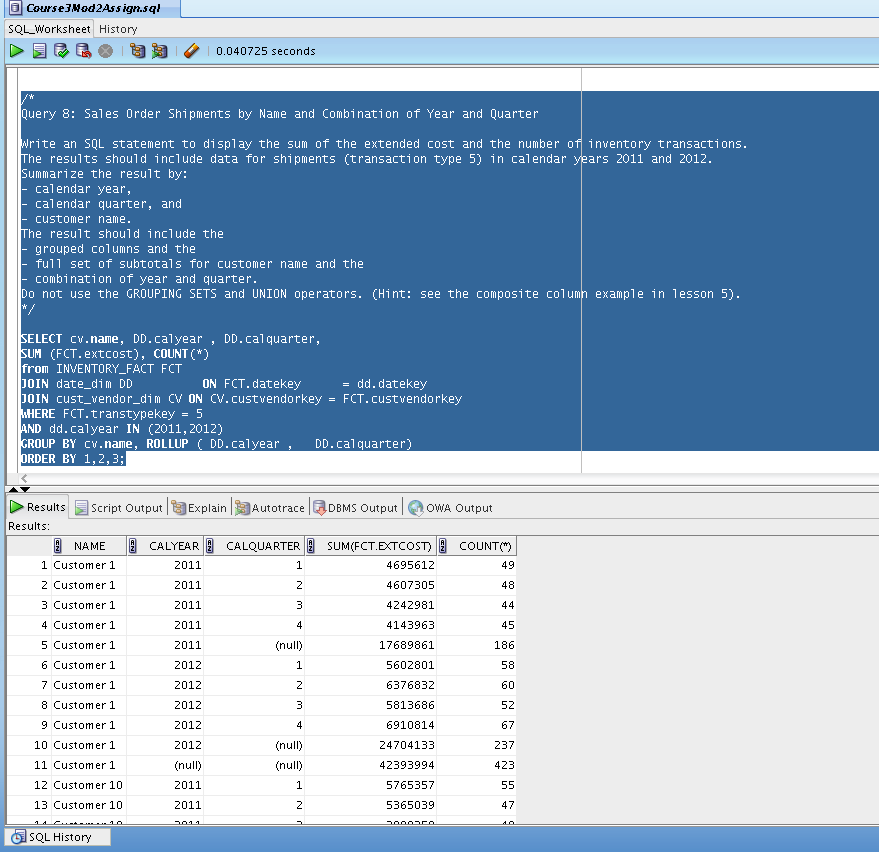 Course3Mod2Assign.sql
SQL_Worksheet History
0.040725 seconds
/*
Query 8: Sales Order Shipments by Name and Combination of Year and Quarter
Write an SQL statement to display the sum of the extended cost and the number of inventory transactions.
The results should include data for shipments (transaction type 5) in calendar years 2011 and 2012.
Summarize the result by:
- calendar year,
- calendar quarter, and
- customer name.
The result should include the
- grouped columns and the
- full set of subtotals for customer name and the
- combination of year and quarter.
Do not use the GROUPING SETS and UNION operators. (Hint: see the composite column example in lesson 5).
*/
SELECT cv.name, DD.calyear , DD.calquarter,
SUM (FCT.extcost), COUNT(*)
from INVENTORY_FACT FCT
JOIN date_dim DD ON FCT.datekey = dd.datekey
JOIN cust_vendor_dim CV ON CV.custvendorkey = FCT.custvendorkey
WHERE FCT.transtypekey = 5
AND dd.calyear IN (2011,2012)
GROUP BY cv.name, ROLLUP ( DD.calyear , DD.calquarter)
ORDER BY 1,2,3;
Results Script Output Explain Autotrace DBMS Output OWA Output
Results:
NAME CALYEAR CALQUARTER SUM(FCT.EXTCOST) COUNT(*)
1 Customer 1 2011 1 4695612 49
2 Customer 1 2011 2 4607305 48
3 Customer 1 2011 3 4242981 44
4 Customer 1 2011 4 4143963 45
5 Customer 1 2011 (null) 17689861 186
6 Customer 1 2012 1 5602801 58
7 Customer 1 2012 2 6376832 60
8 Customer 1 2012 3 5813686 52
9 Customer 1 2012 4 6910814 67
10 Customer 1 2012 (null) 24704133 237
11 Customer 1 (null) (null) 42393994 423
12 Customer 10 2011 1 5765357 55
13 Customer 10 2011 2 5365039 47
SQL History